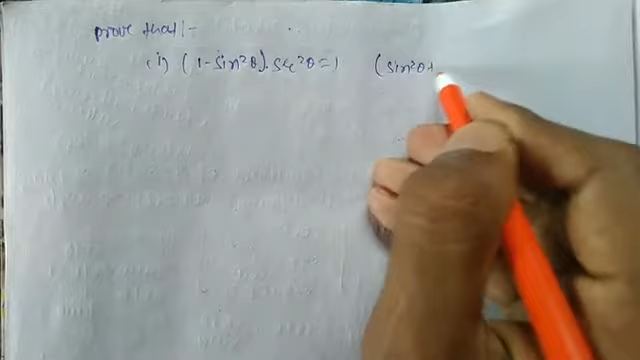 prove that :-
(i) (1-sin²θ).sec²θ=1 (sin²θ+